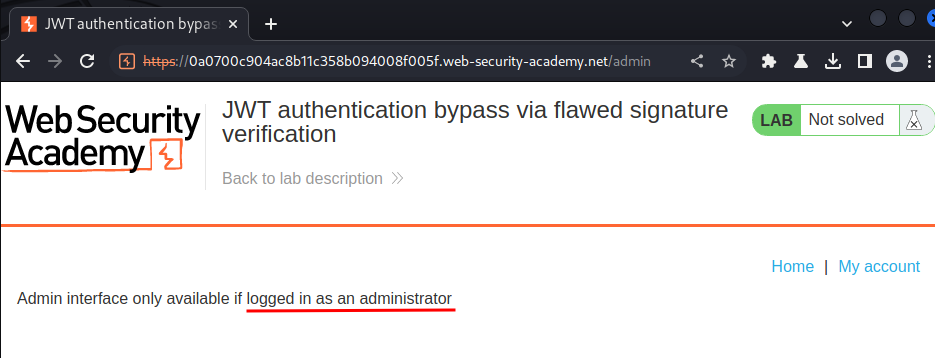 JWT authentication bypas
https://0a0700c904ac8b11c358b094008f005f.web-security-academy.net/admin
Web Security
Academy
JWT authentication bypass via flawed signature
verification
LAB Not solved
Back to lab description
Home | My account
Admin interface only available if logged in as an administrator